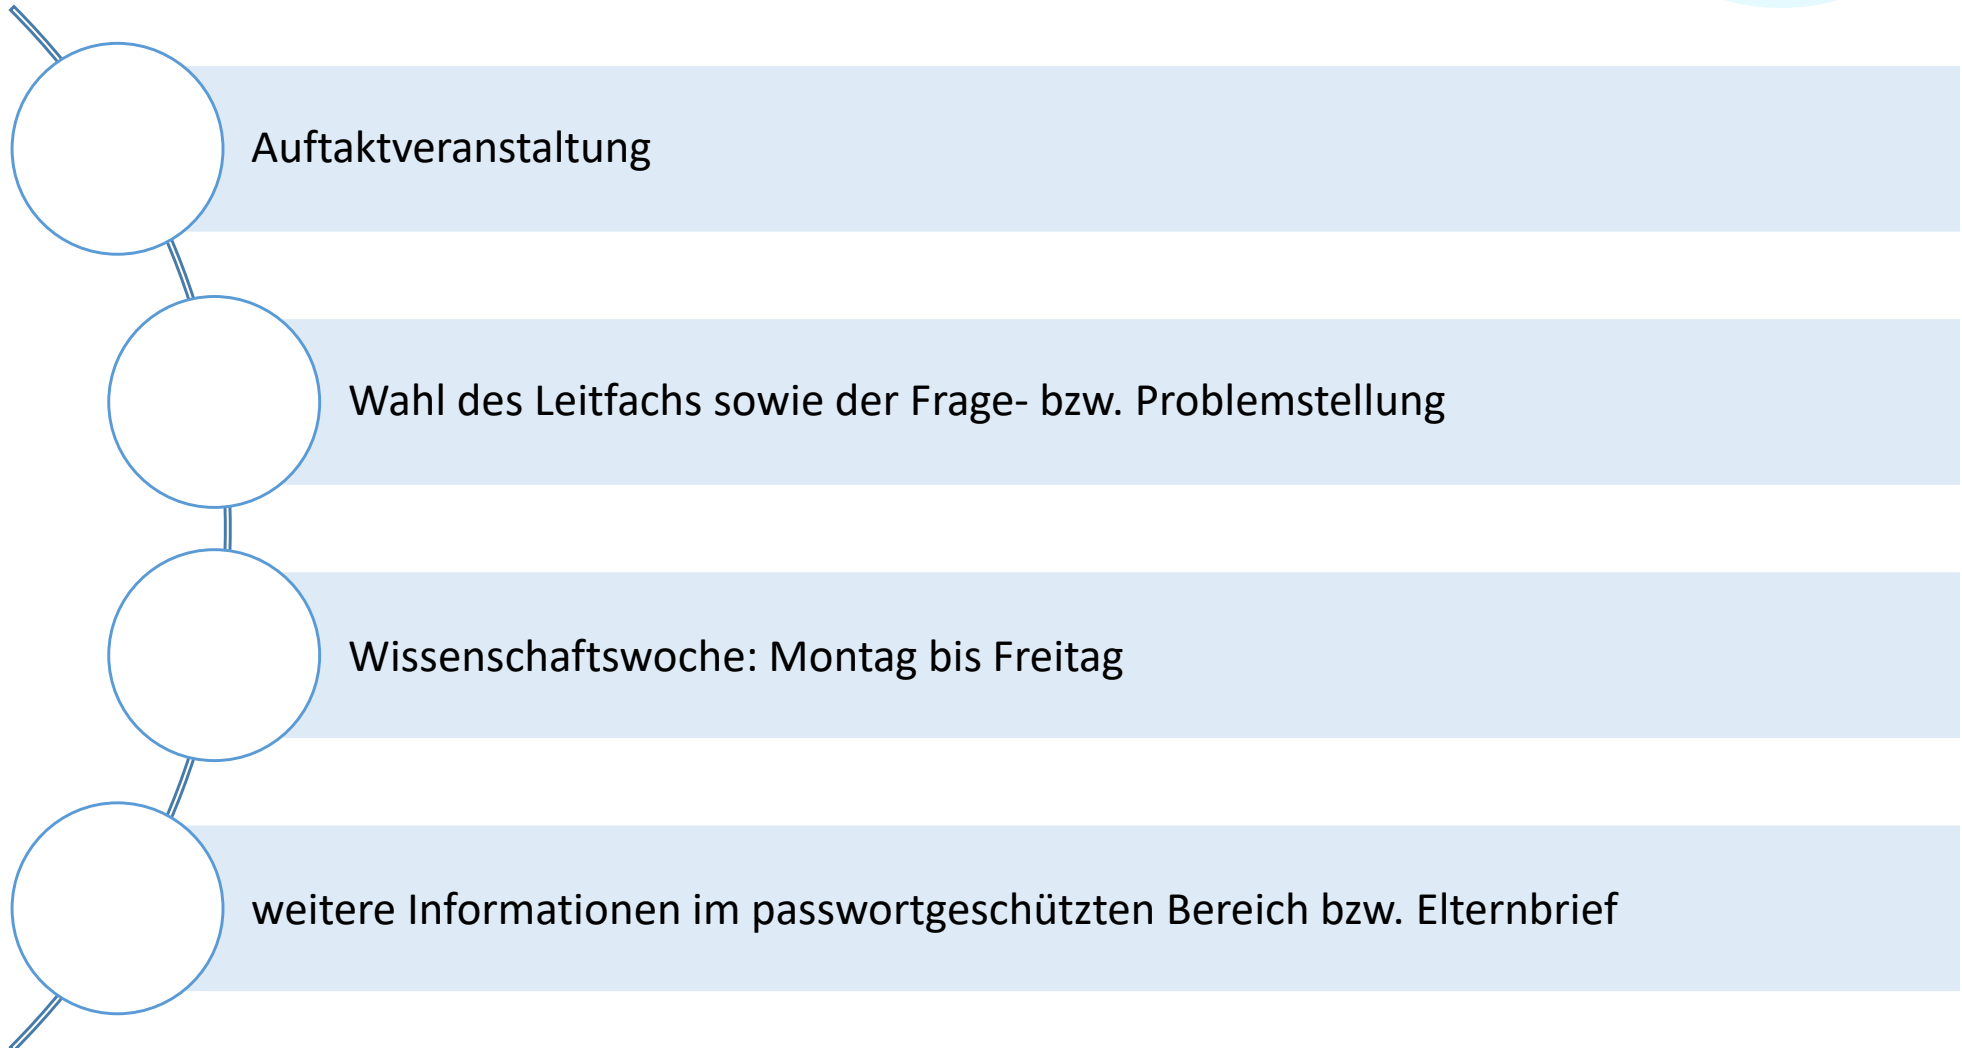 Auftaktveranstaltung
Wahl des Leitfachs sowie der Frage- bzw. Problemstellung
Wissenschaftswoche: Montag bis Freitag
weitere Informationen im passwortgeschützten Bereich bzw. Elternbrief